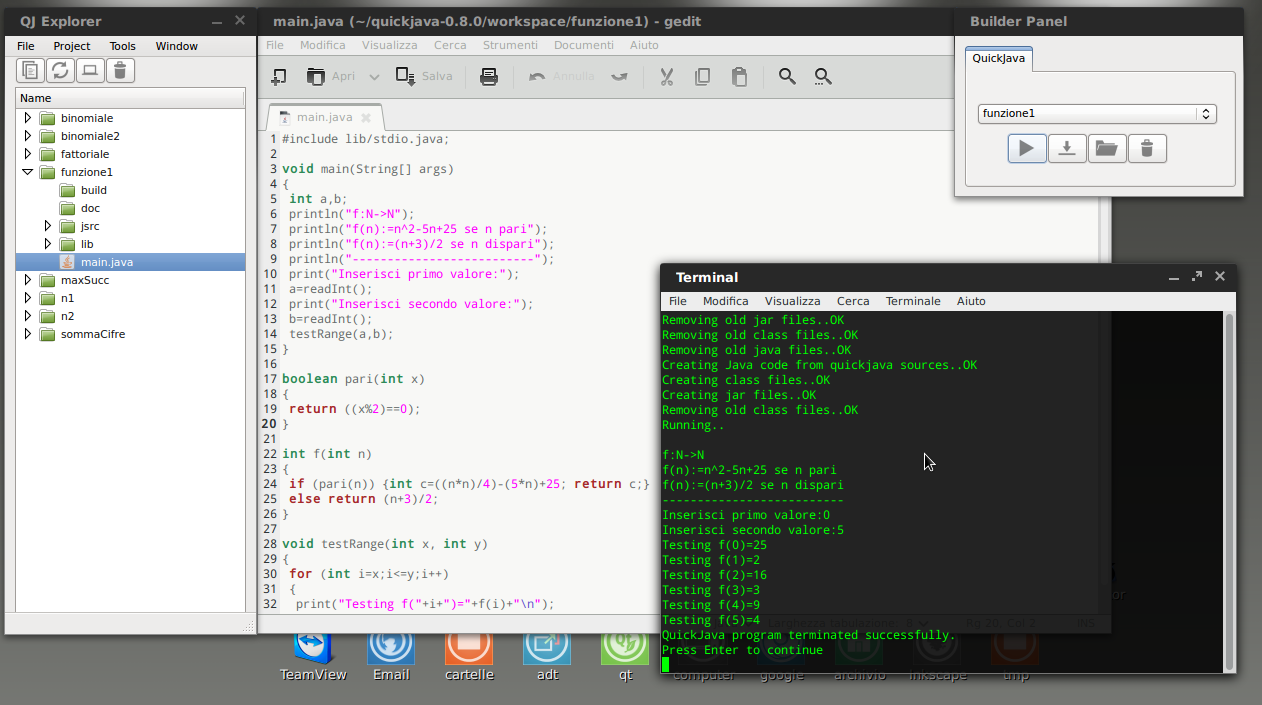 QJ Explorer
File Project Tools Window
Name
binomiale
binomiale2
fattoriale
funzione1
build
doc
jsrc
lib
main.java
maxSucc
n1
n2
sommaCifre
main.java (~/quickjava-0.8.0/workspace/funzione1) - gedit
File Modifica Visualizza Cerca Strumenti Documenti Aiuto
Apri Salva Annulla
main.java
1 #include lib/stdio.java;
2
3 void main(String[] args)
4 {
5 int a,b;
6 println("f:N->N");
7 println("f(n):=n^2-5n+25 se n pari");
8 println("f(n):=(n+3)/2 se n dispari");
9 println("--------------------------");
10 print("Inserisci primo valore:");
11 a=readInt();
12 print("Inserisci secondo valore:");
13 b=readInt();
14 testRange(a,b);
15 }
16
17 boolean pari(int x)
18 {
19 return ((x%2)==0);
20 }
21
22 int f(int n)
23 {
24 if (pari(n)) {int c=((n*n)/4)-(5*n)+25; return c;}
25 else return (n+3)/2;
26 }
27
28 void testRange(int x, int y)
29 {
30 for (int i=x;i<=y;i++)
31 {
32 print("Testing f("+i+")="+f(i)+"\n");
Larghezza tabulazione: 8 Rg 20, Col 2 INS
Builder Panel
QuickJava
funzione1
Terminal
File Modifica Visualizza Cerca Terminale Aiuto
Removing old jar files..OK
Removing old class files..OK
Removing old java files..OK
Creating Java code from quickjava sources..OK
Creating class files..OK
Creating jar files..OK
Removing old class files..OK
Running..
f:N->N
f(n):=n^2-5n+25 se n pari
f(n):=(n+3)/2 se n dispari
--------------------------
Inserisci primo valore:0
Inserisci secondo valore:5
Testing f(0)=25
Testing f(1)=2
Testing f(2)=16
Testing f(3)=3
Testing f(4)=9
Testing f(5)=4
QuickJava program terminated successfully.
Press Enter to continue
TeamView Email cartelle adt qt computer google archivio Inkscape tmp